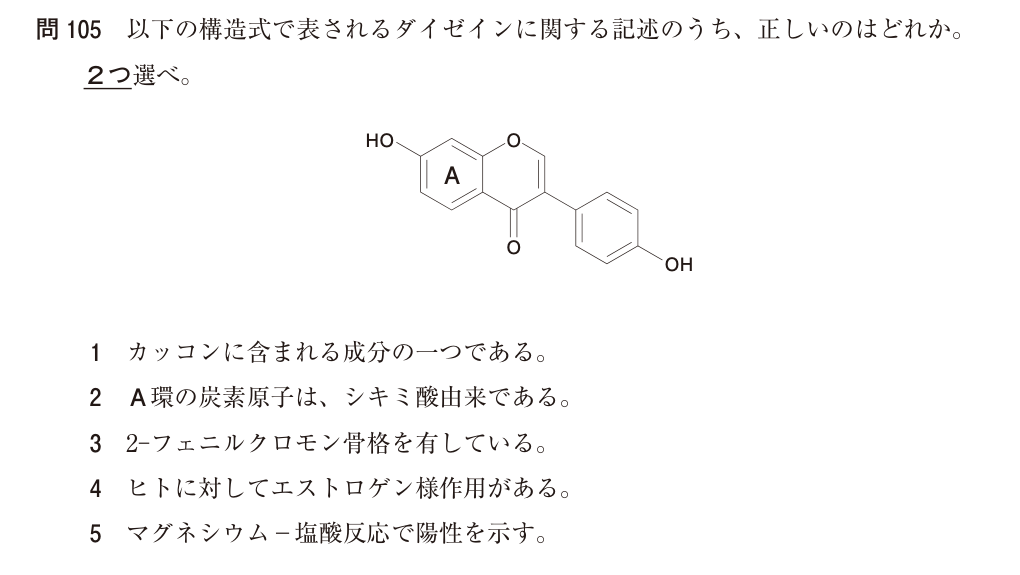 問 105 以下の構造式で表されるダイゼインに関する記述のうち、正しいのはどれか。
2つ選べ。
HO
O
A
O
OH
1 カッコンに含まれる成分の一つである。
2 A環の炭素原子は、シキミ酸由来である。
3 2-フェニルクロモン骨格を有している。
4 ヒトに対してエストロゲン様作用がある。
5 マグネシウム－塩酸反応で陽性を示す。